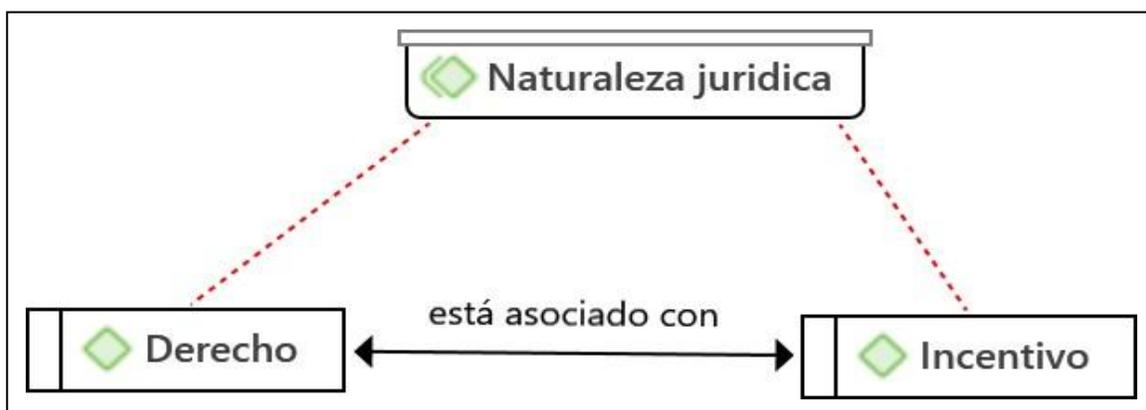 Naturaleza juridica
está asociado con
Derecho
Incentivo